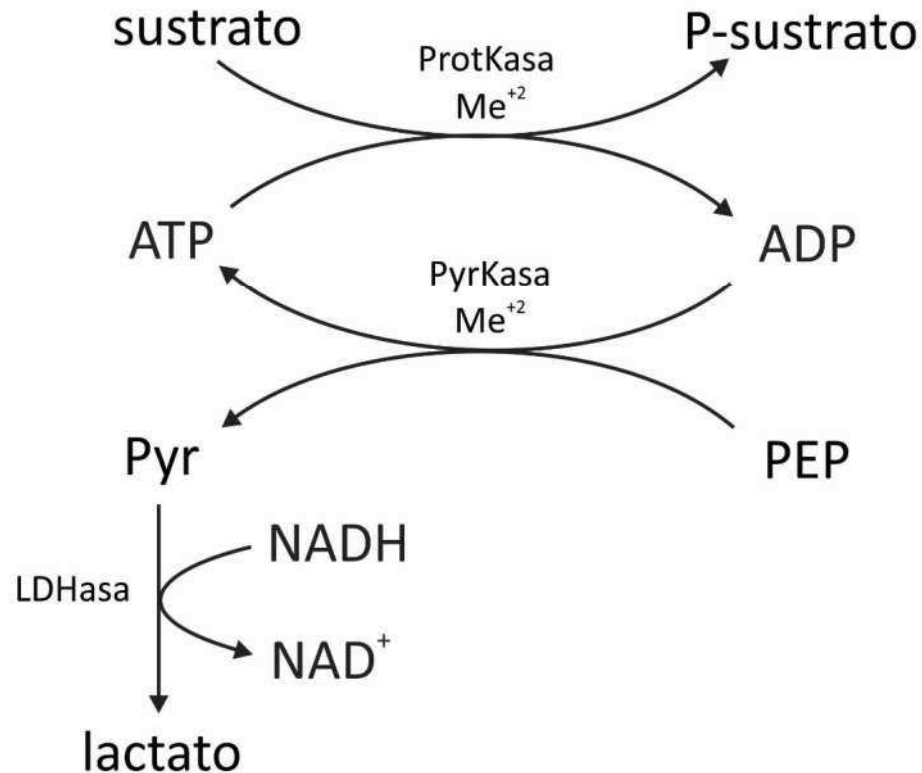 sustrato
P-sustrato
ProtKasa
Me⁺²
ATP
ADP
PyrKasa
Me⁺²
Pyr
PEP
NADH
LDHasa
NAD⁺
lactato